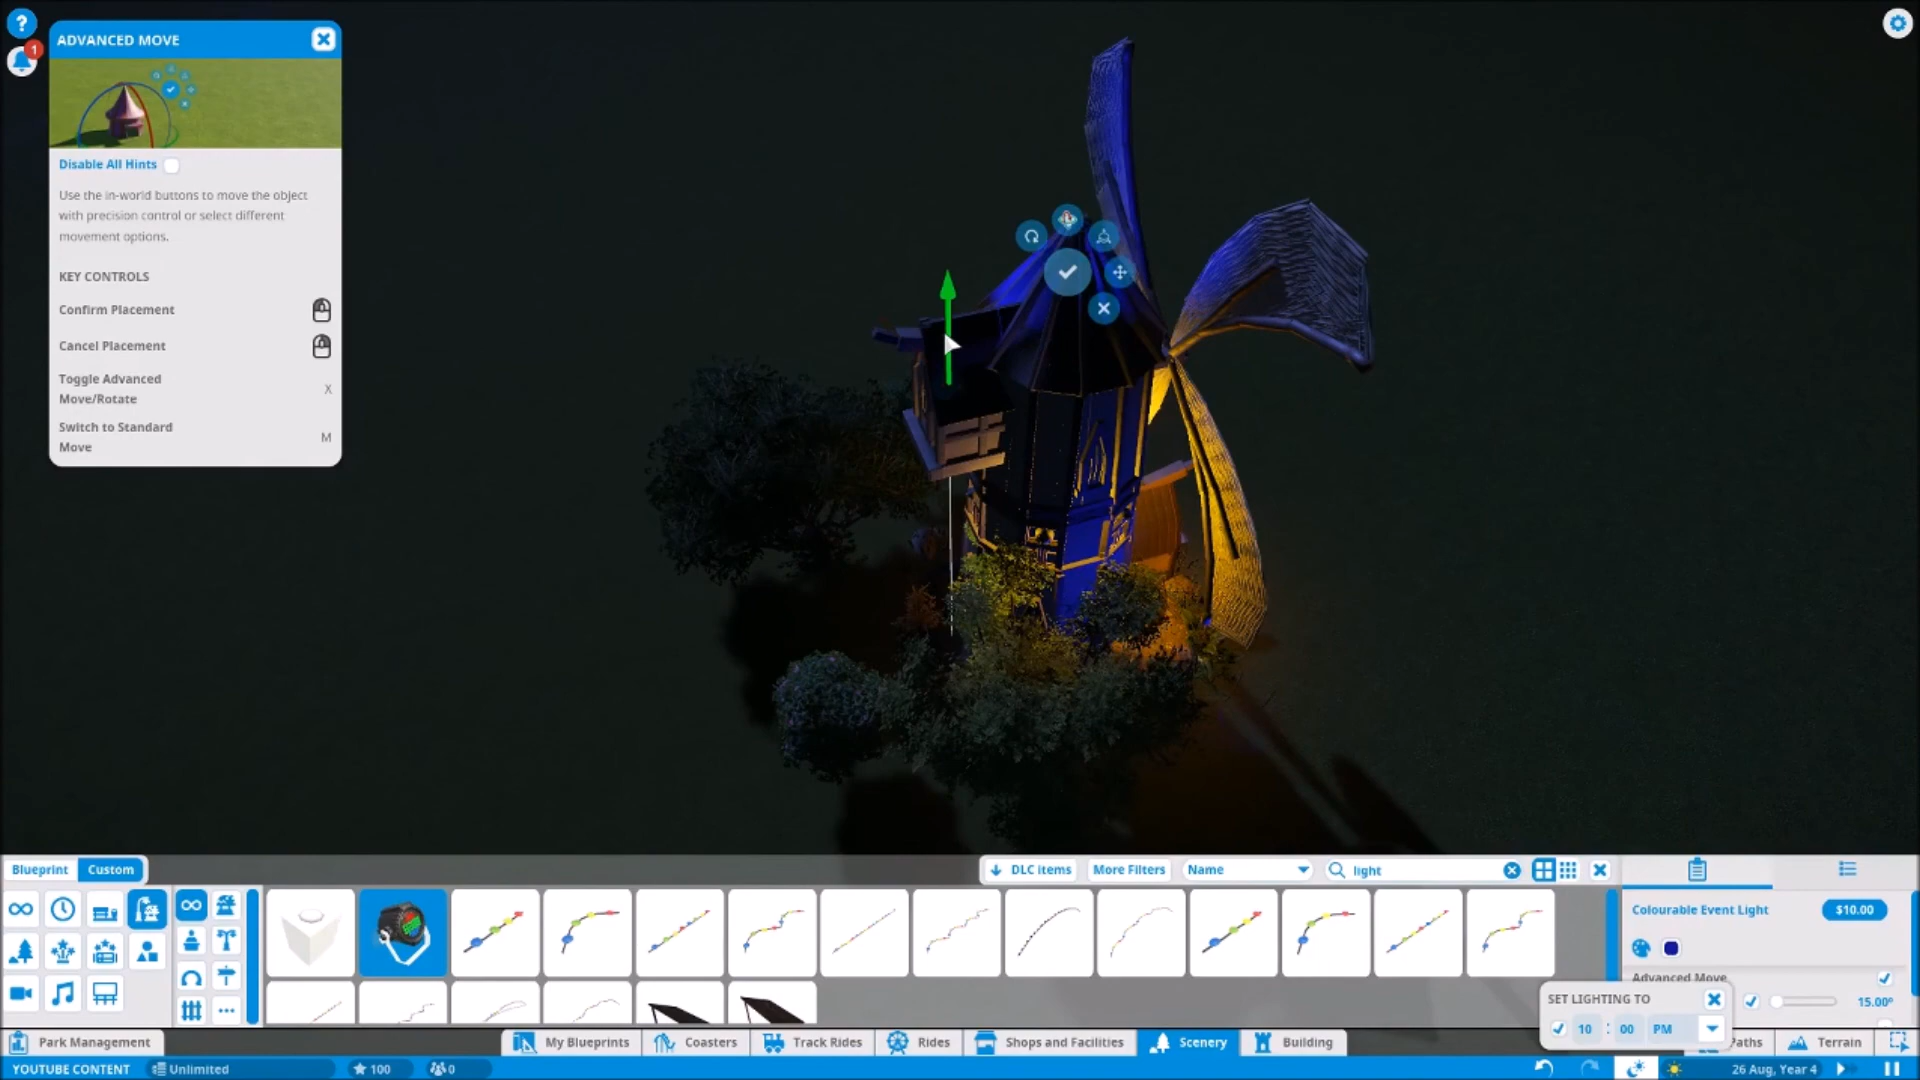 ?
1
ADVANCED MOVE
Disable All Hints
Use the in-world buttons to move the object
with precision control or select different
movement options.
KEY CONTROLS
Confirm Placement
Cancel Placement
Toggle Advanced
Move/Rotate
X
Switch to Standard
Move
M
Blueprint
Custom
DLC items
More Filters
Name
light
Colourable Event Light
$10.00
Advanced Move
15.00°
SET LIGHTING TO
10 : 00 PM
Park Management
My Blueprints
Coasters
Track Rides
Rides
Shops and Facilities
Scenery
Building
Paths
Terrain
YOUTUBE CONTENT
Unlimited
100
0
26 Aug, Year 4